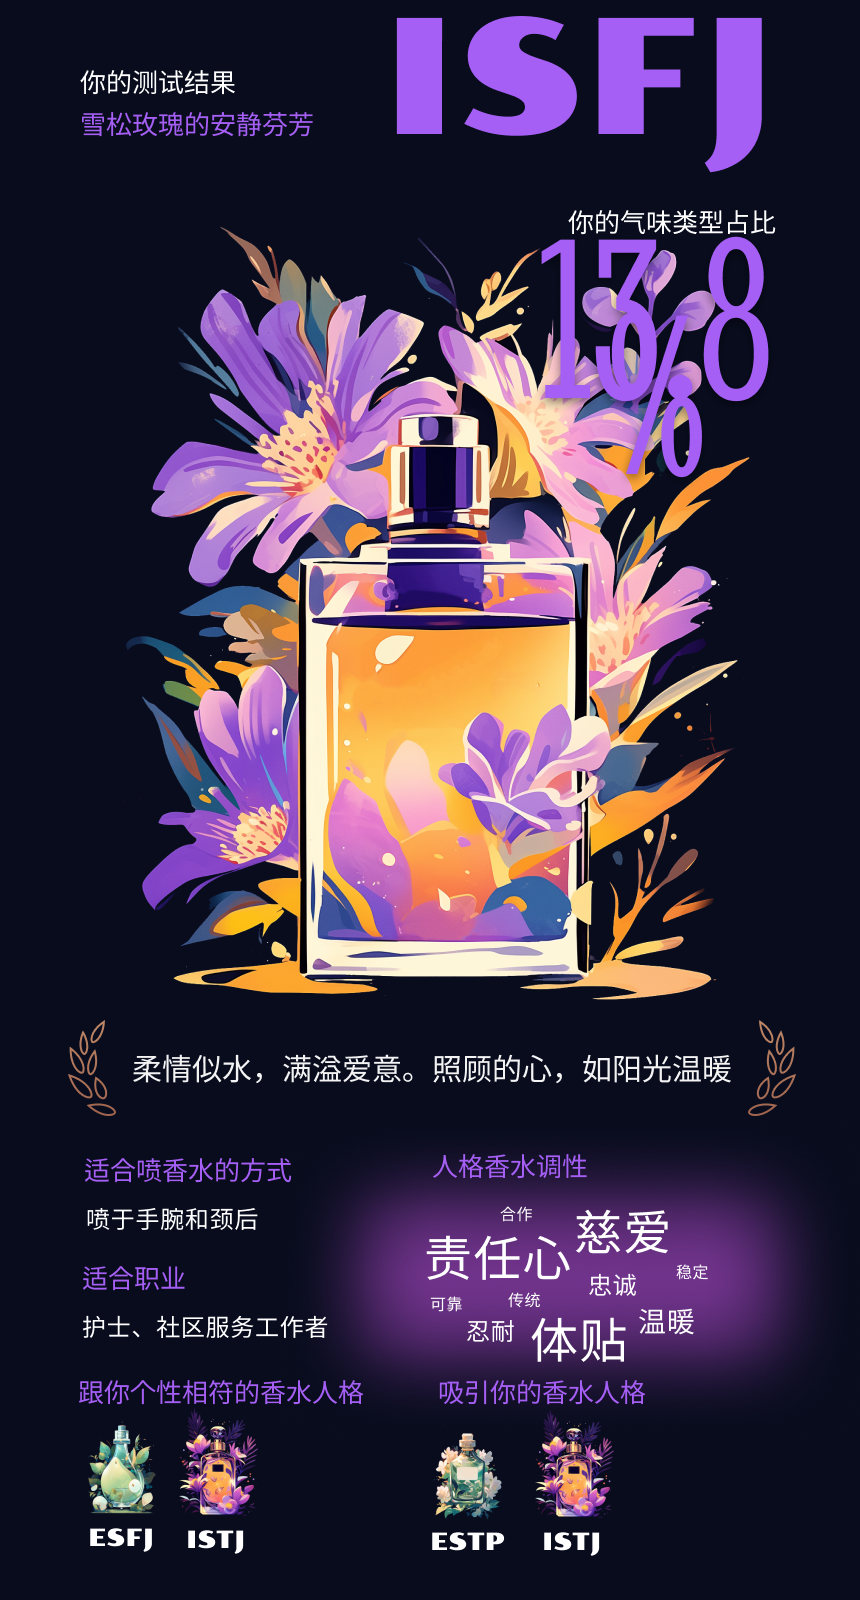 ISFJ
你的测试结果
雪松玫瑰的安静芬芳
你的气味类型占比
13.8
%
柔情似水，满溢爱意。照顾的心，如阳光温暖
适合喷香水的方式
喷于手腕和颈后
适合职业
护士、社区服务工作者
人格香水调性
合作
慈爱
责任心
稳定
忠诚
可靠
传统
温暖
忍耐
体贴
跟你个性相符的香水人格
ESFJ
ISTJ
吸引你的香水人格
ESTP
ISTJ